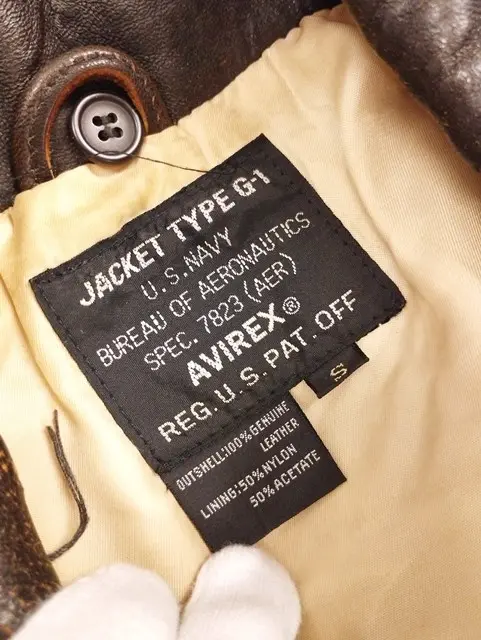 JACKET TYPE G-1
U.S. NAVY
BUREAU OF AERONAUTICS
SPEC. 7823 (AER)
AVIREX®
REG. U.S. PAT. OFF
S
OUTSHELL:100%GENUINE
LEATHER
LINING:50%NYLON
50%ACETATE